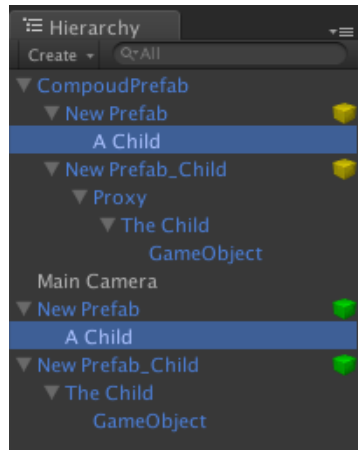 Hierarchy
Create All
CompoudPrefab
New Prefab
A Child
New Prefab_Child
Proxy
The Child
GameObject
Main Camera
New Prefab
A Child
New Prefab_Child
The Child
GameObject